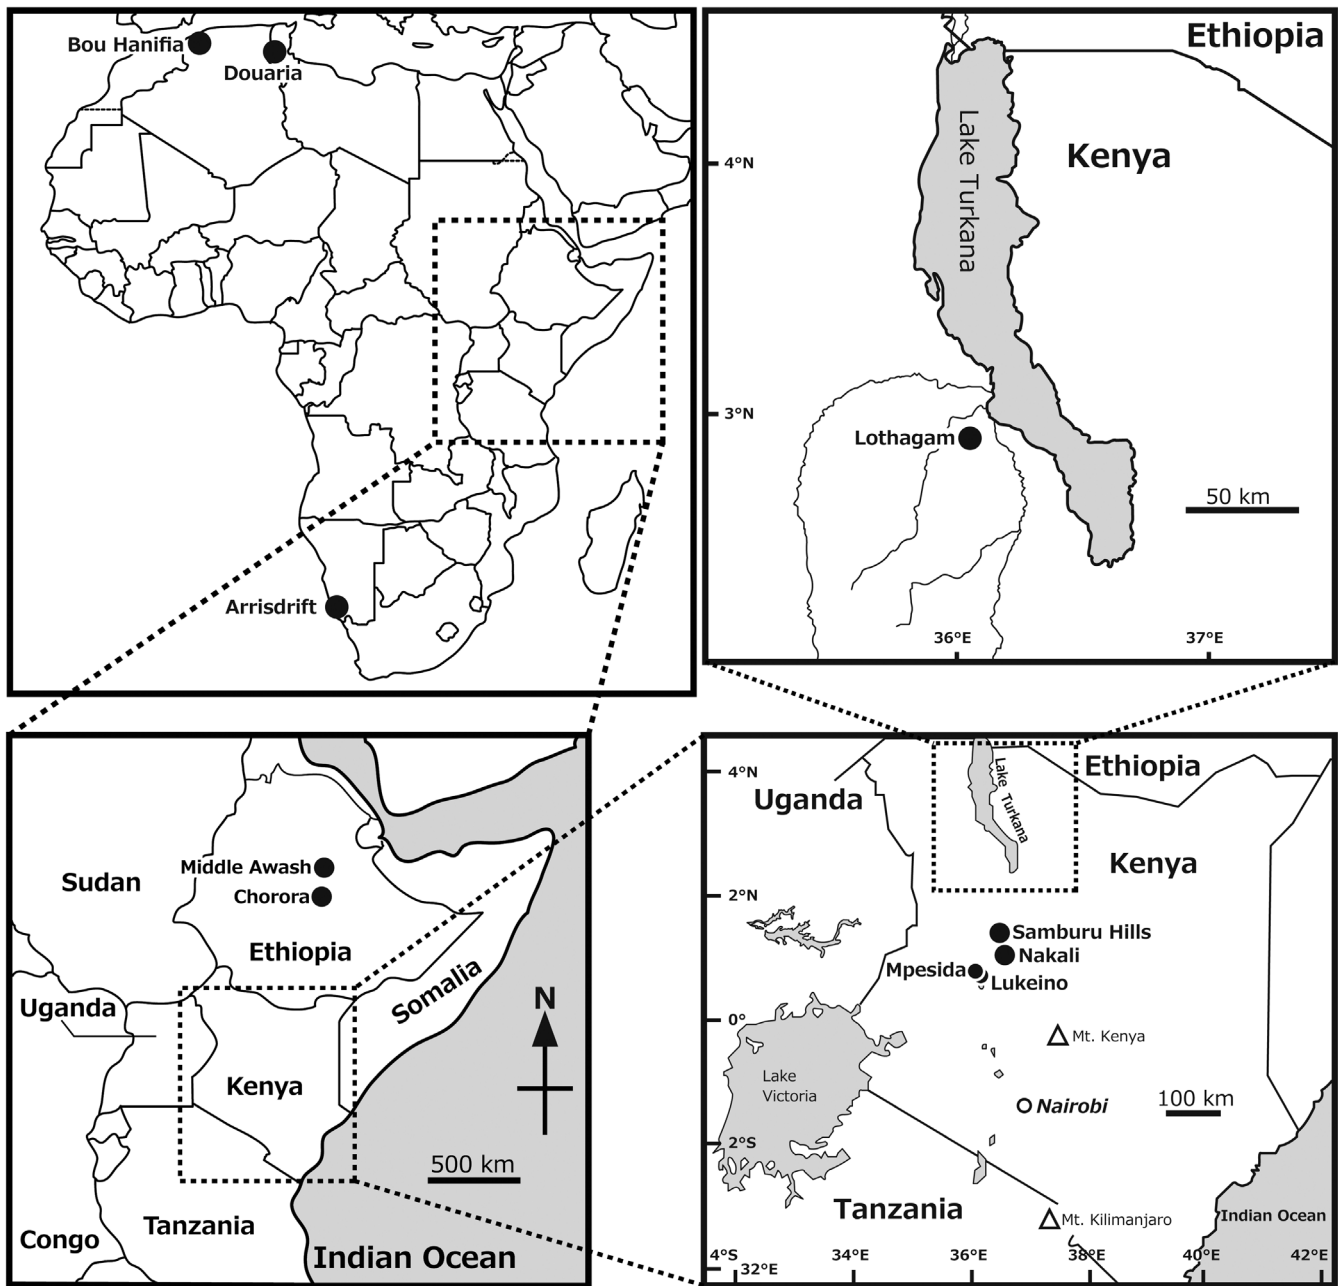 Bou Hanifia
Douaria
Arrisdrift
Ethiopia
Kenya
Lake Turkana
4°N
3°N
Lothagam
50 km
36°E
37°E
Sudan
Middle Awash
Chorora
Ethiopia
Somalia
Uganda
N
Kenya
500 km
Tanzania
Congo
Indian Ocean
4°N
Ethiopia
Uganda
Lake Turkana
Kenya
2°N
Samburu Hills
Nakali
Mpesida
Lukeino
0°
Mt. Kenya
Lake
Victoria
Nairobi
100 km
2°S
Tanzania
Mt. Kilimanjaro
Indian Ocean
4°S
32°E
34°E
36°E
38°E
40°E
42°E